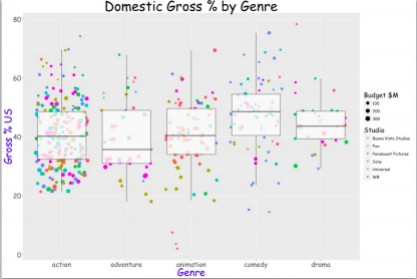 Domestic Gross % by Genre
80
60
40
20
0
Gross % US
action adventure animation comedy drama
Genre
Budget $M
100
200
300
Studio
Buena Vista Studios
Fox
Paramount Pictures
Sony
Universal
WB